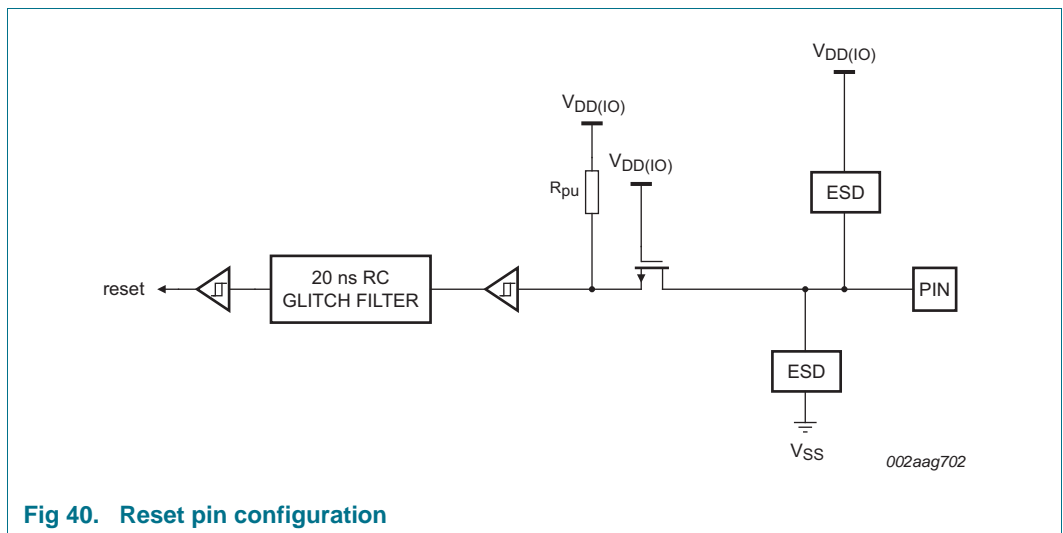 VDD(IO)
VDD(IO)
VDD(IO)
Rpu
ESD
reset
20 ns RC
GLITCH FILTER
PIN
ESD
VSS
002aag702
Fig 40. Reset pin configuration